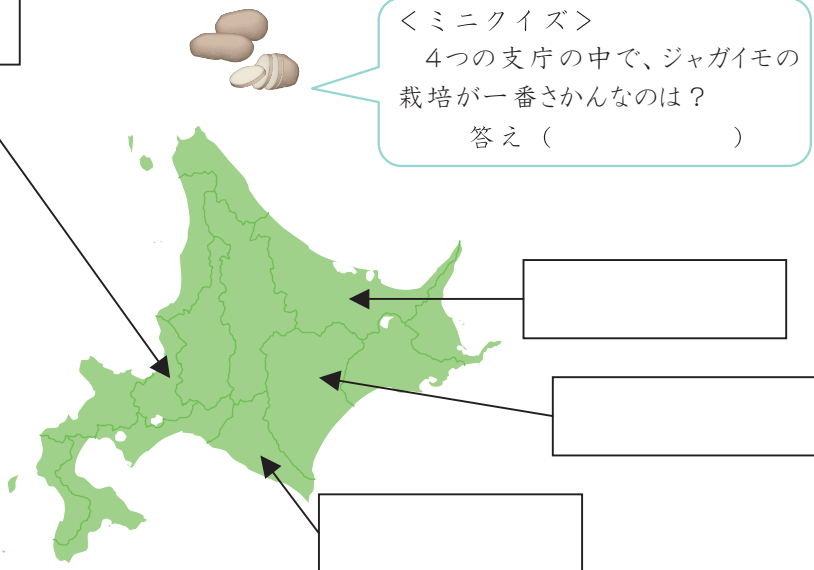 ＜ミニクイズ＞
４つの支庁の中で、ジャガイモの
栽培が一番さかんなのは？
答え（　　　　　　　）